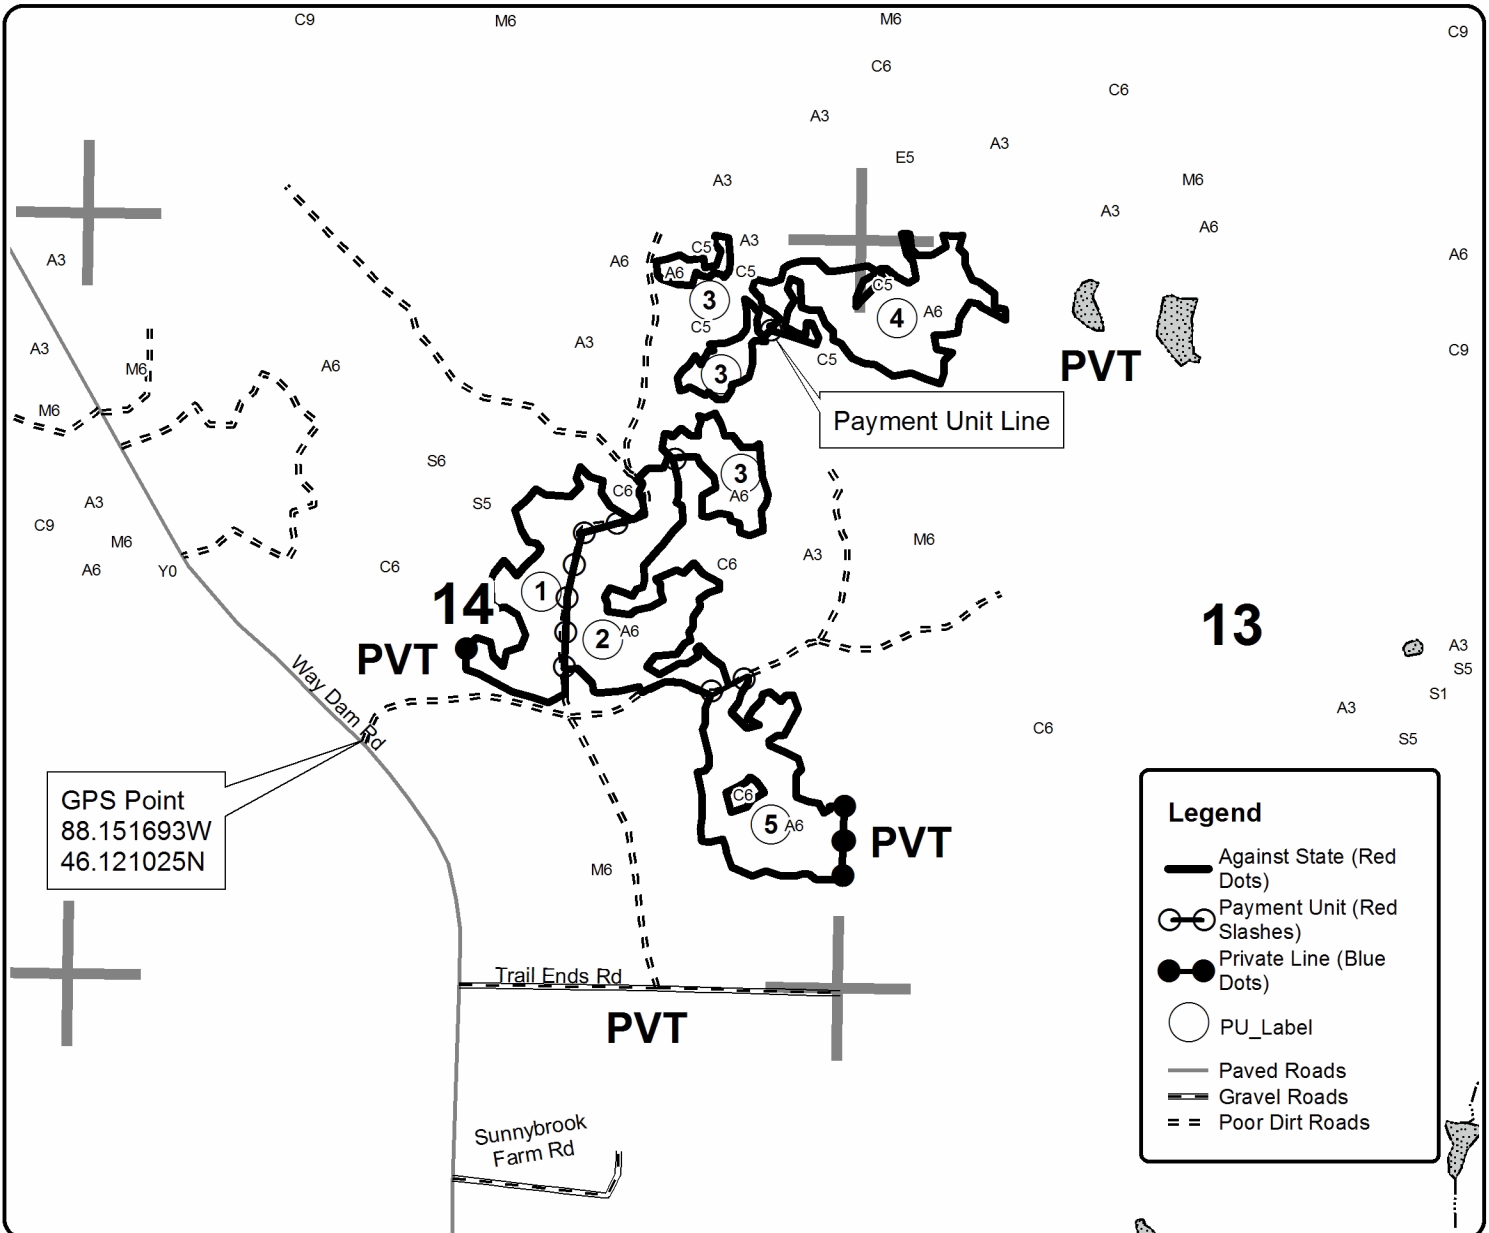 C9 M6 M6 C9
C6
C6
A3
A3
E5
A3 M6
A3
A6
A3 A6 C5 A3 A6
A6 C5
C5
3
4 A6
C5
A3 A3
C5 C9
M6 A6
3
PVT
M6
Payment Unit Line
S6
3
C6 A6
S5
A3
C9
M6 M6
A3
A6 Y0 C6 C6
1
14
13
2 A6
PVT
A3
S5
S1
A3
C6
S5
Way Dam Rd
GPS Point
88.151693W
46.121025N
C6
5 A6
PVT
M6
Trail Ends Rd
PVT
Sunnybrook
Farm Rd
Legend
Against State (Red
Dots)
Payment Unit (Red
Slashes)
Private Line (Blue
Dots)
PU_Label
Paved Roads
Gravel Roads
Poor Dirt Roads